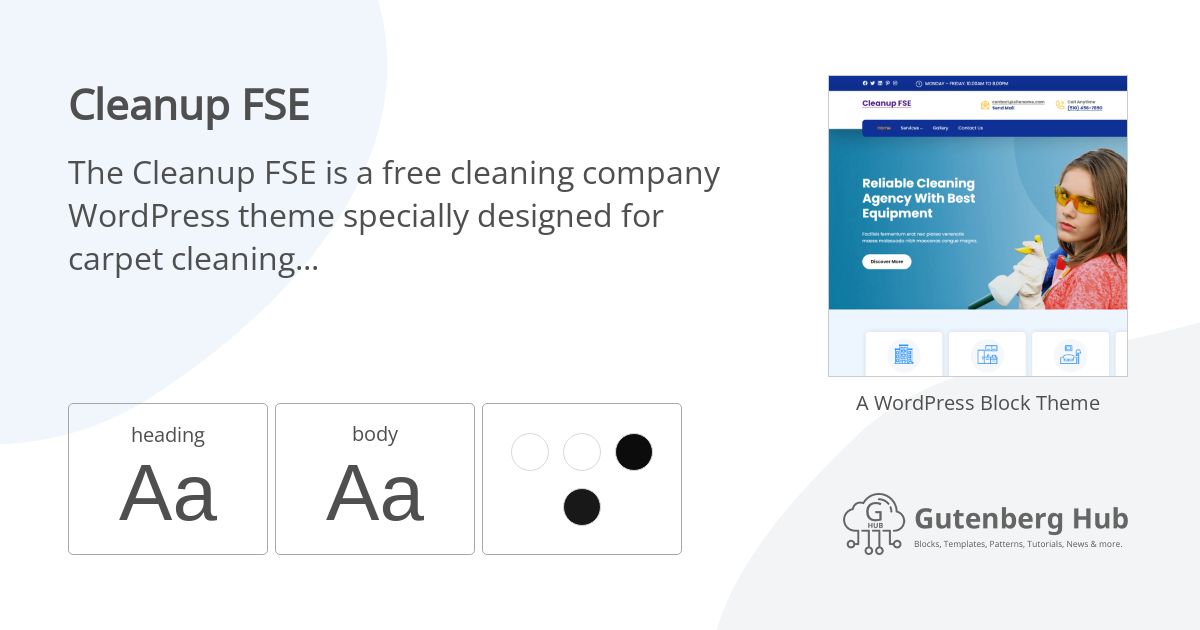 Cleanup FSE
The Cleanup FSE is a free cleaning company
WordPress theme specially designed for
carpet cleaning...
heading
Aa
body
Aa
MONDAY – FRIDAY: 10:00AM TO 8:00PM
Cleanup FSE
Send Mail
Call Anytime
Home Services Gallery Contact Us
Reliable Cleaning
Agency With Best
Equipment
Discover More
A WordPress Block Theme
G
HUB
Gutenberg Hub
Blocks, Templates, Patterns, Tutorials, News & more.